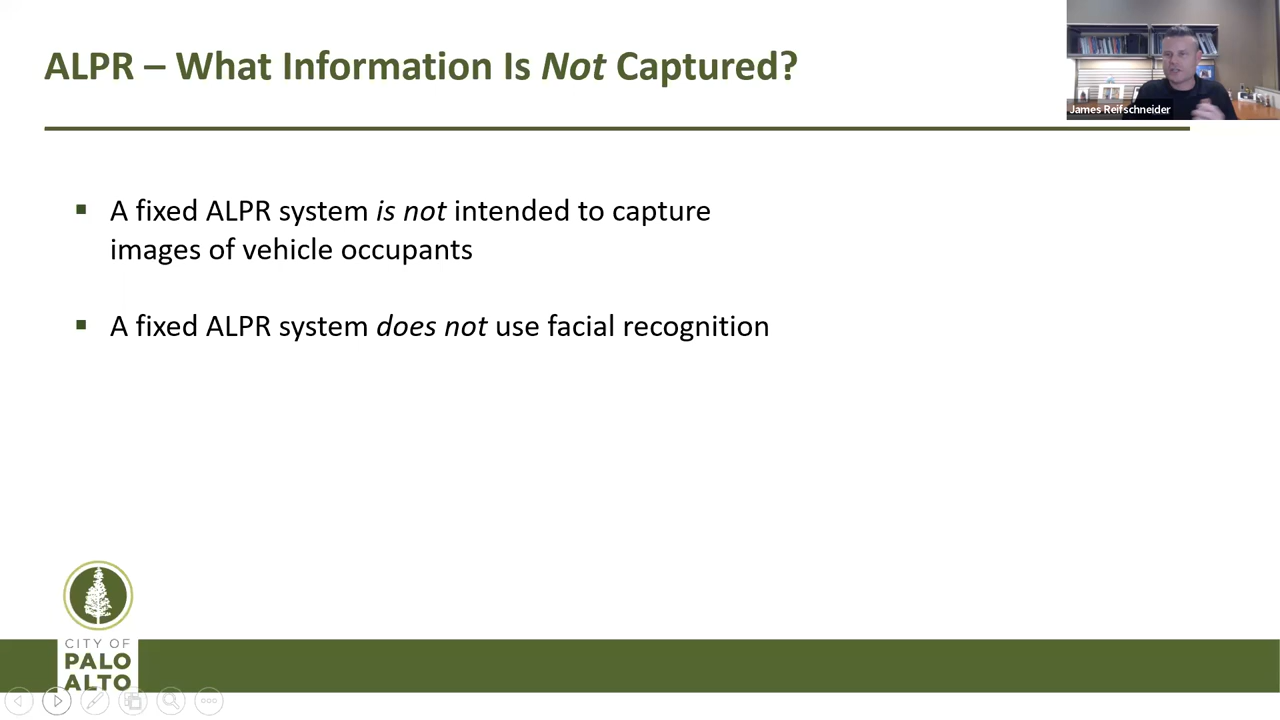 ALPR – What Information Is Not Captured?
James Reifschneider
▪ A fixed ALPR system is not intended to capture
images of vehicle occupants
▪ A fixed ALPR system does not use facial recognition
CITY OF
PALO
ALTO